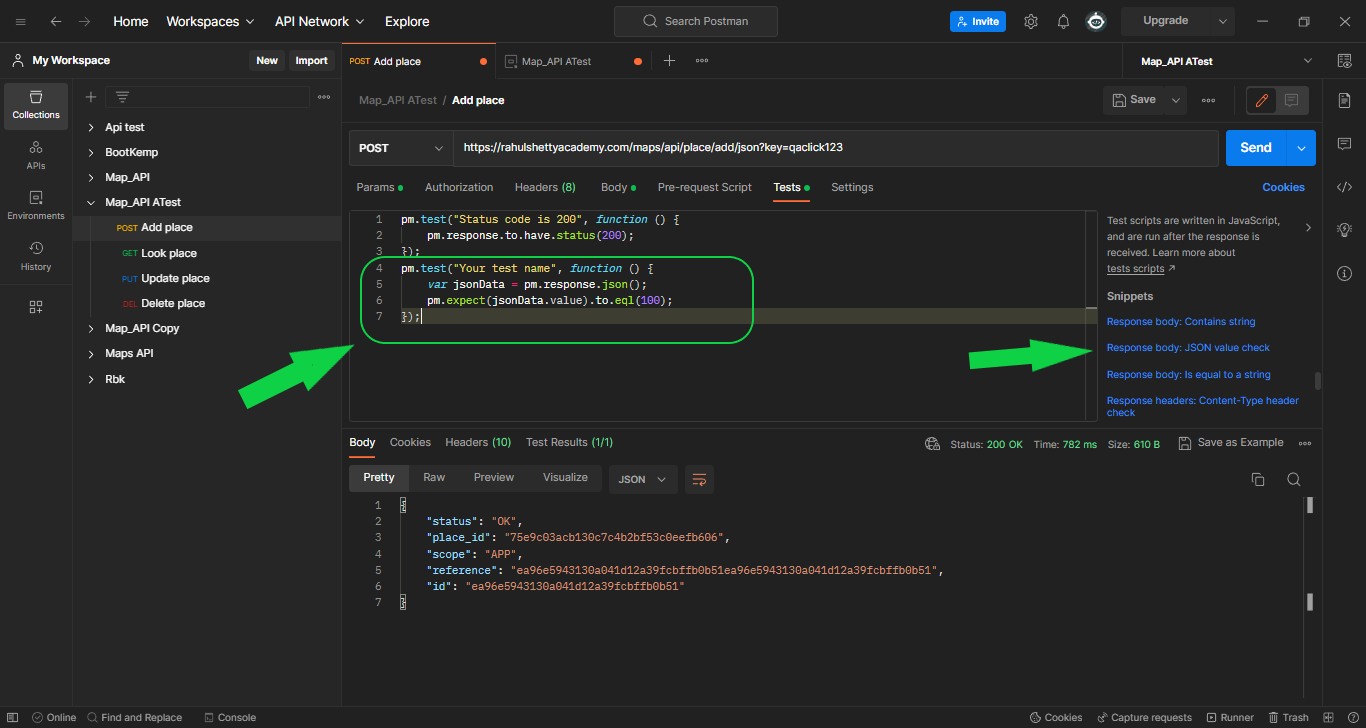 Home Workspaces API Network Explore Search Postman Invite Upgrade
My Workspace New Import POST Add place Map_API ATest Map_API ATest
Collections
APIs
Environments
History
Api test
BootKemp
Map_API
Map_API ATest
POST Add place
GET Look place
PUT Update place
DEL Delete place
Map_API Copy
Maps API
Rbk
Map_API ATest / Add place Save
POST https://rahulshettyacademy.com/maps/api/place/add/json?key=qaclick123 Send
Params Authorization Headers (8) Body Pre-request Script Tests Settings Cookies
1 pm.test("Status code is 200", function () {
2 pm.response.to.have.status(200);
3 });
4 pm.test("Your test name", function () {
5 var jsonData = pm.response.json();
6 pm.expect(jsonData.value).to.eql(100);
7 });
Test scripts are written in JavaScript,
and are run after the response is
received. Learn more about
tests scripts
Snippets
Response body: Contains string
Response body: JSON value check
Response body: Is equal to a string
Response headers: Content-Type header
check
Body Cookies Headers (10) Test Results (1/1) Status: 200 OK Time: 782 ms Size: 610 B Save as Example
Pretty Raw Preview Visualize JSON
1 {
2 "status": "OK",
3 "place_id": "75e9c03acb130c7c4b2bf53c0eefb606",
4 "scope": "APP",
5 "reference": "ea96e5943130a041d12a39fcbffb0b51ea96e5943130a041d12a39fcbffb0b51",
6 "id": "ea96e5943130a041d12a39fcbffb0b51"
7 }
Online Find and Replace Console Cookies Capture requests Runner Trash